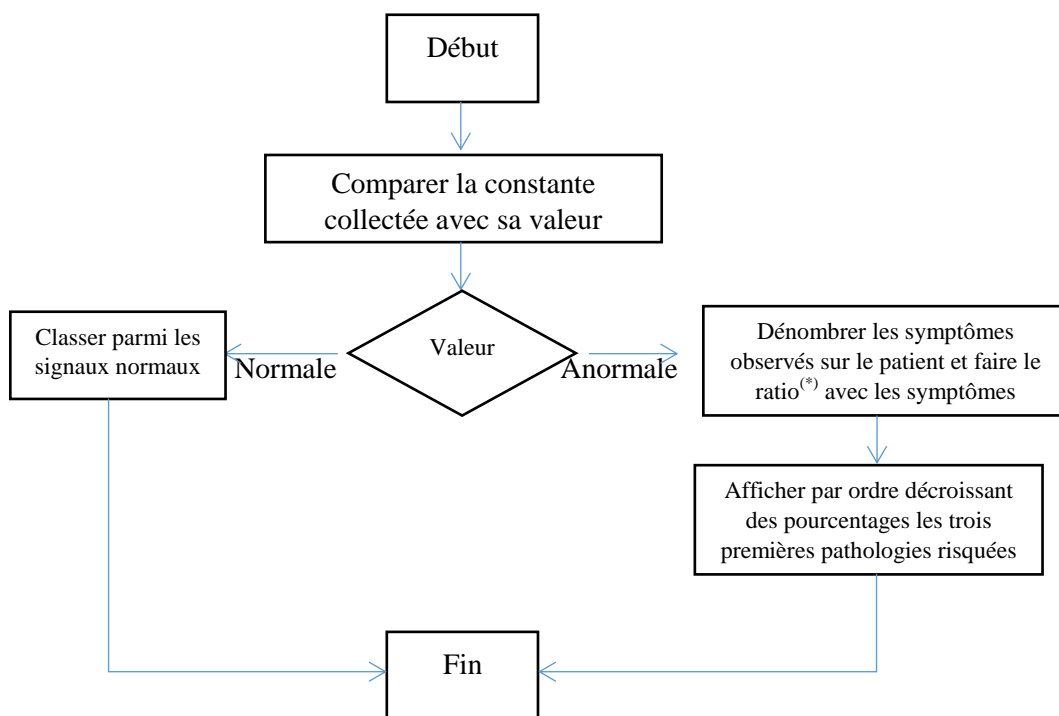 Début
Comparer la constante
collectée avec sa valeur
Valeur
Normale
Anormale
Classer parmi les
signaux normaux
Dénombrer les symptômes
observés sur le patient et faire le
ratio(*) avec les symptômes
Afficher par ordre décroissant
des pourcentages les trois
premières pathologies risquées
Fin